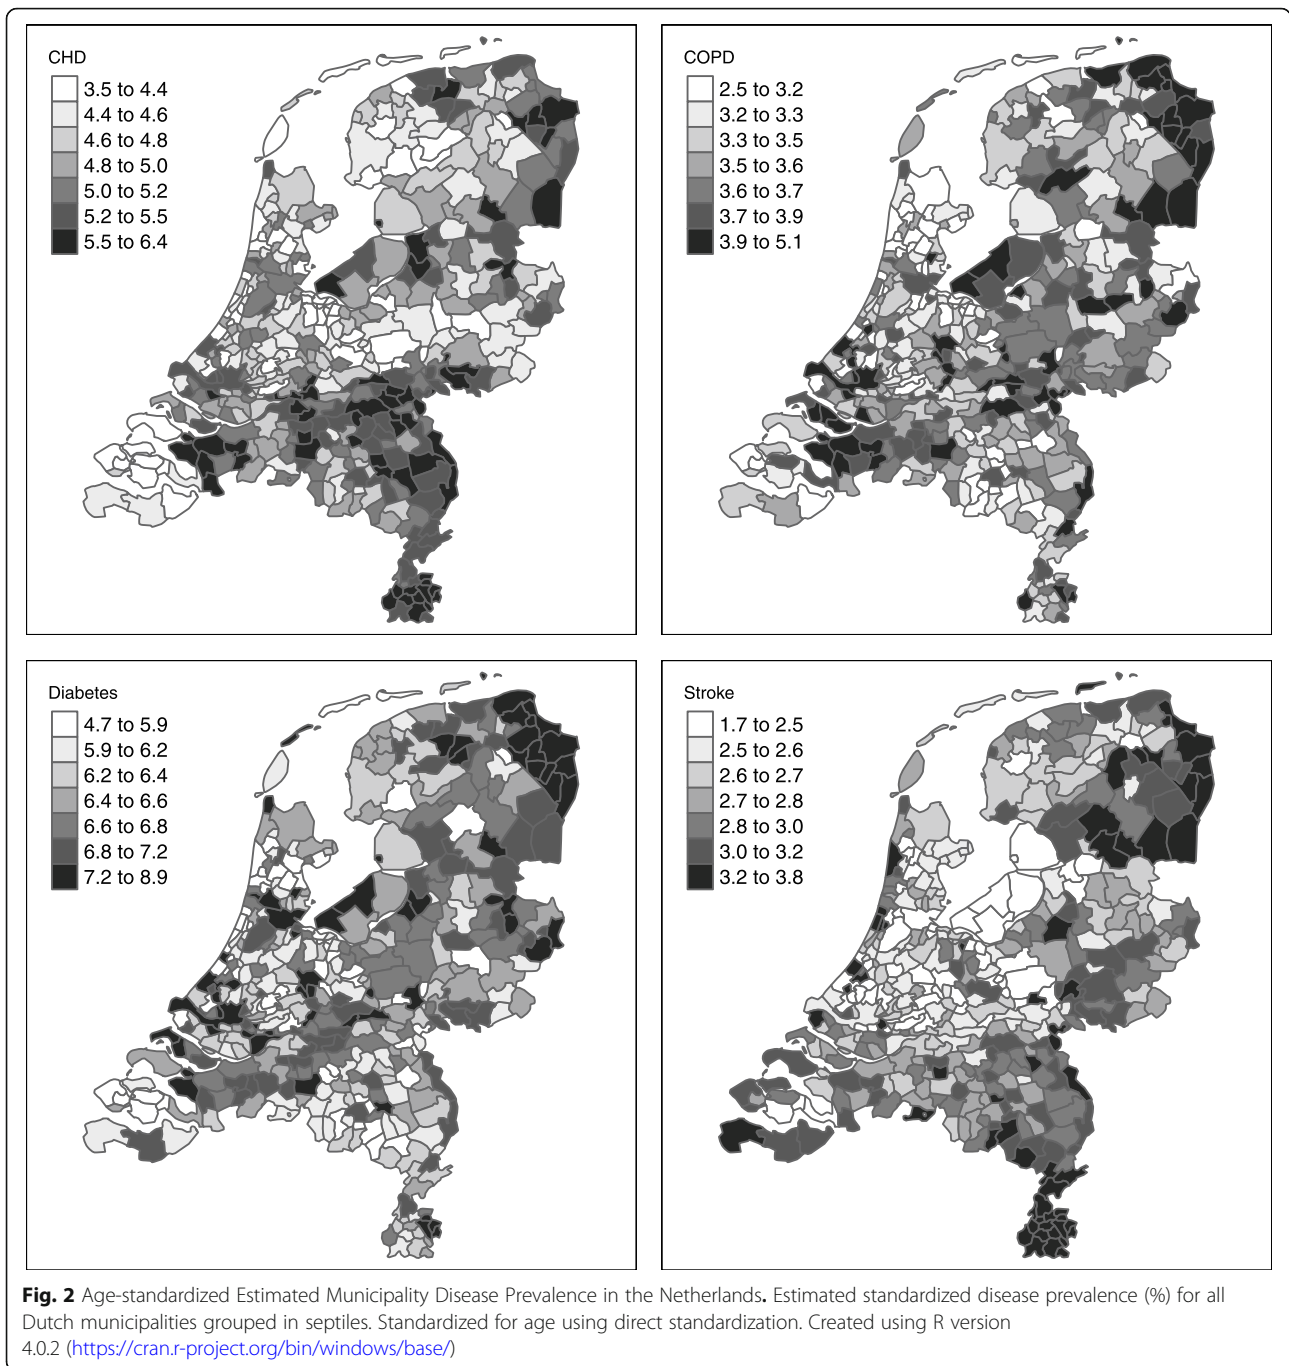 CHD
3.5 to 4.4
4.4 to 4.6
4.6 to 4.8
4.8 to 5.0
5.0 to 5.2
5.2 to 5.5
5.5 to 6.4
COPD
2.5 to 3.2
3.2 to 3.3
3.3 to 3.5
3.5 to 3.6
3.6 to 3.7
3.7 to 3.9
3.9 to 5.1
Diabetes
4.7 to 5.9
5.9 to 6.2
6.2 to 6.4
6.4 to 6.6
6.6 to 6.8
6.8 to 7.2
7.2 to 8.9
Stroke
1.7 to 2.5
2.5 to 2.6
2.6 to 2.7
2.7 to 2.8
2.8 to 3.0
3.0 to 3.2
3.2 to 3.8
Fig. 2 Age-standardized Estimated Municipality Disease Prevalence in the Netherlands. Estimated standardized disease prevalence (%) for all
Dutch municipalities grouped in septiles. Standardized for age using direct standardization. Created using R version
4.0.2 (https://cran.r-project.org/bin/windows/base/)